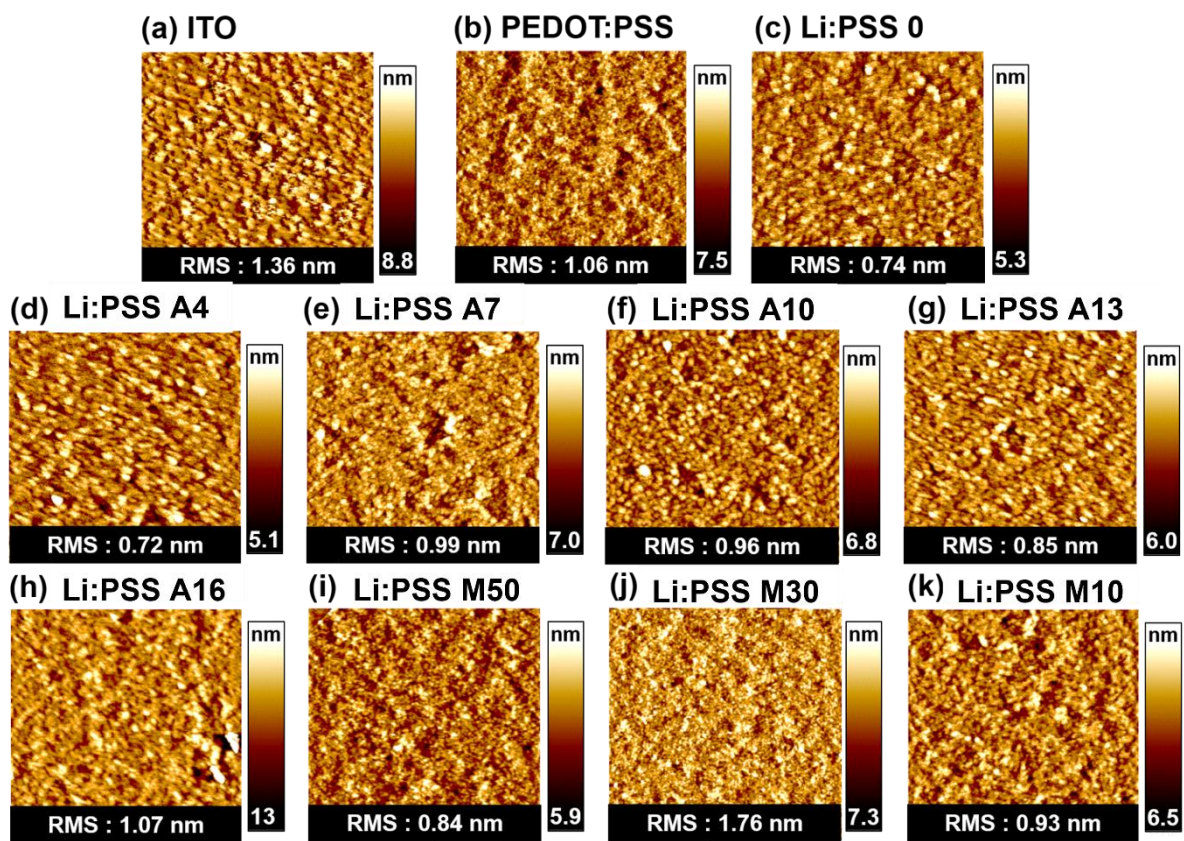 (a) ITO
nm
RMS : 1.36 nm
8.8
(b) PEDOT:PSS
nm
RMS : 1.06 nm
7.5
(c) Li:PSS 0
nm
RMS : 0.74 nm
5.3
(d) Li:PSS A4
nm
RMS : 0.72 nm
5.1
(e) Li:PSS A7
nm
RMS : 0.99 nm
7.0
(f) Li:PSS A10
nm
RMS : 0.96 nm
6.8
(g) Li:PSS A13
nm
RMS : 0.85 nm
6.0
(h) Li:PSS A16
nm
RMS : 1.07 nm
13
(i) Li:PSS M50
nm
RMS : 0.84 nm
5.9
(j) Li:PSS M30
nm
RMS : 1.76 nm
7.3
(k) Li:PSS M10
nm
RMS : 0.93 nm
6.5